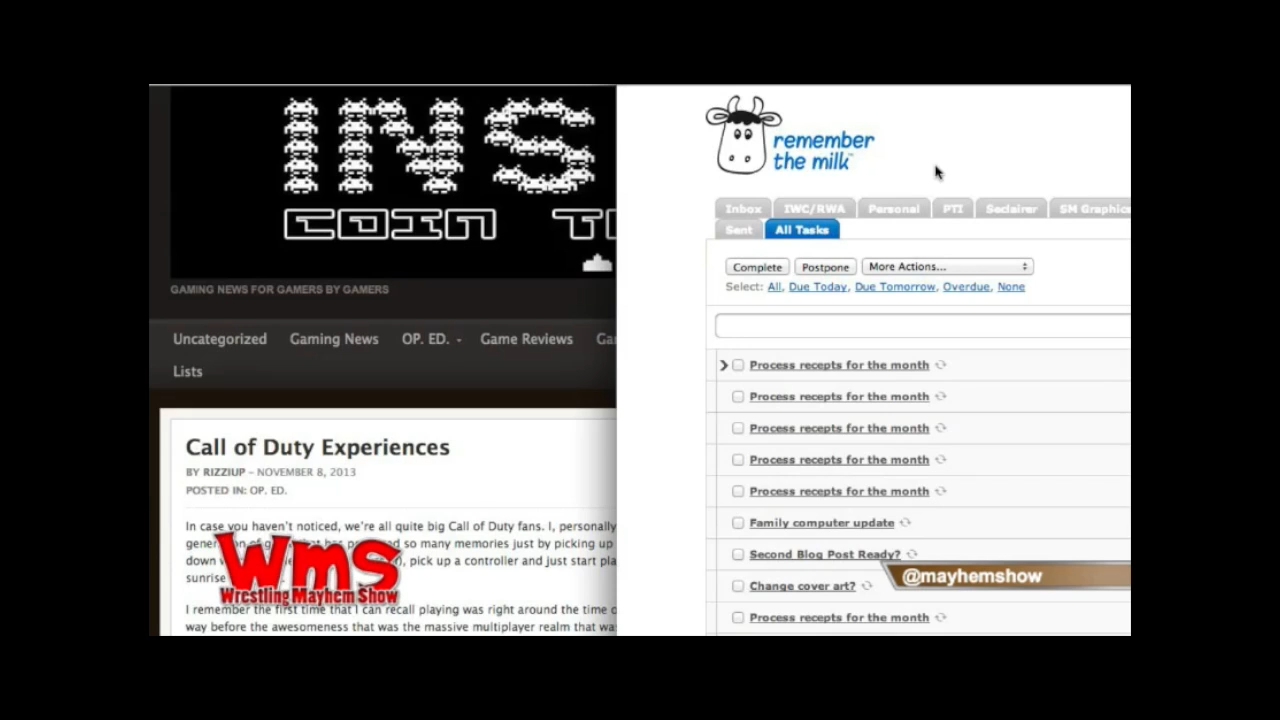 INS
COIN T
GAMING NEWS FOR GAMERS BY GAMERS
Uncategorized Gaming News OP. ED. Game Reviews Ga
Lists
Call of Duty Experiences
BY RIZZIUP – NOVEMBER 8, 2013
POSTED IN: OP. ED.
In case you haven't noticed, we're all quite big Call of Duty fans. I, personally
so many memories just by picking up
down pick up a controller and just start pla
sunrise
I remember the first time that I can recall playing was right around the time o
way before the awesomeness that was the massive multiplayer realm that was
Wms
Wrestling Mayhem Show
remember
the milk™
Inbox IWC/RWA Personal PTI Seclairer SM Graphics
Sent All Tasks
Complete Postpone More Actions...
Select: All, Due Today, Due Tomorrow, Overdue, None
Process recepts for the month
Process recepts for the month
Process recepts for the month
Process recepts for the month
Process recepts for the month
Family computer update
Second Blog Post Ready?
Change cover art?
Process recepts for the month
@mayhemshow